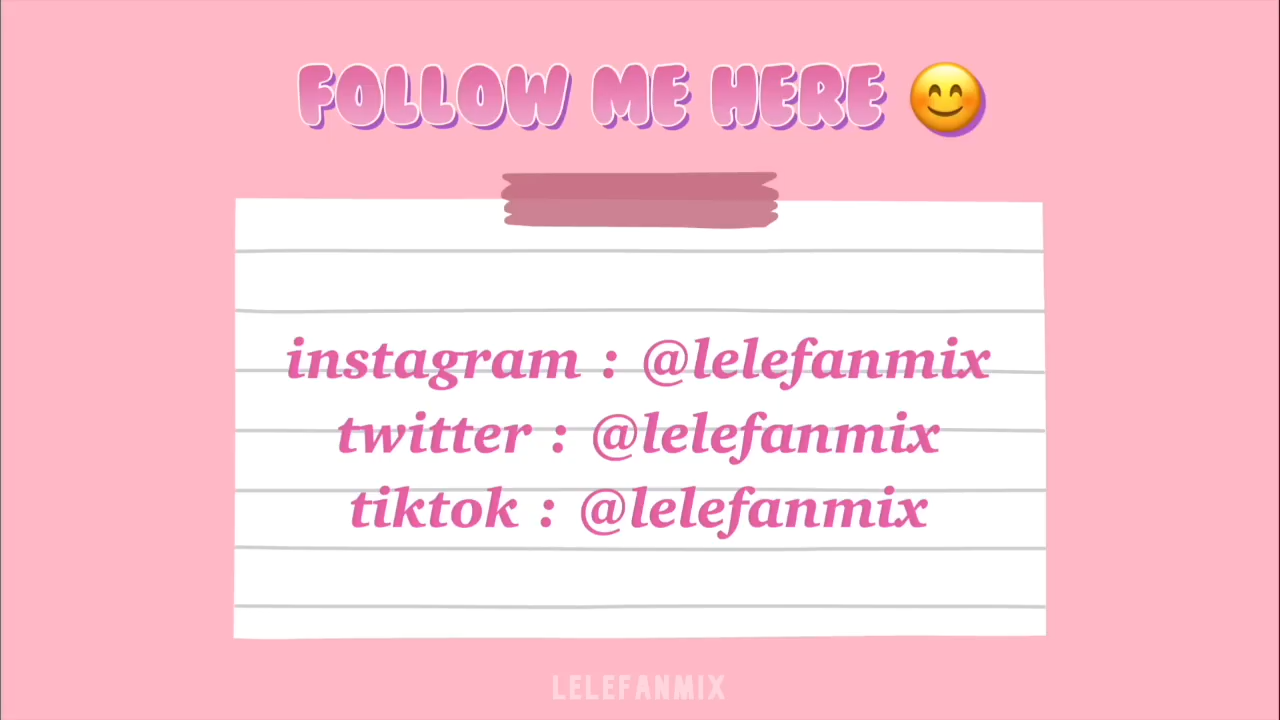 FOLLOW ME HERE 😊
instagram : @lelefanmix
twitter : @lelefanmix
tiktok : @lelefanmix
LELEFANMIX